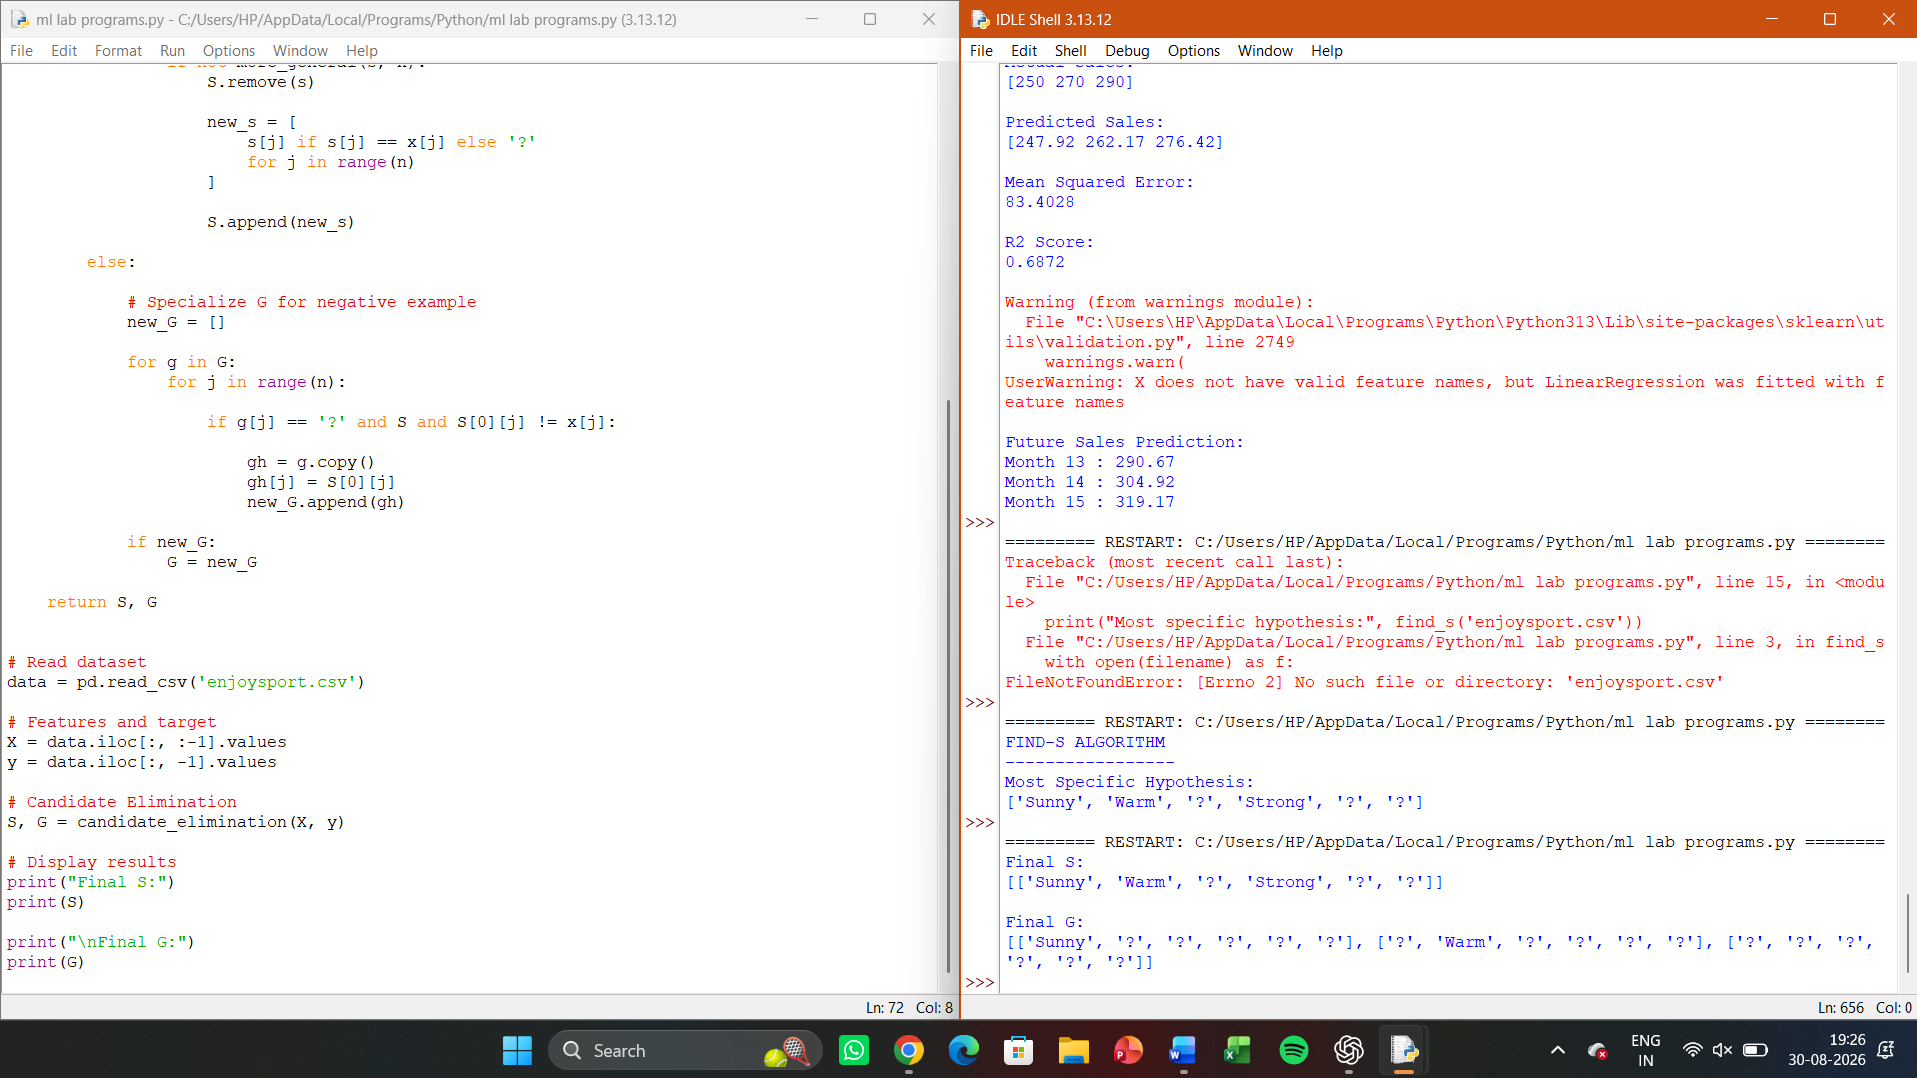 ml lab programs.py - C:/Users/HP/AppData/Local/Programs/Python/ml lab programs.py (3.13.12)
File Edit Format Run Options Window Help
if not more_general(s, x):
S.remove(s)
new_s = [
s[j] if s[j] == x[j] else '?'
for j in range(n)
]
S.append(new_s)
else:
# Specialize G for negative example
new_G = []
for g in G:
for j in range(n):
if g[j] == '?' and S and S[0][j] != x[j]:
gh = g.copy()
gh[j] = S[0][j]
new_G.append(gh)
if new_G:
G = new_G
return S, G
# Read dataset
data = pd.read_csv('enjoysport.csv')
# Features and target
X = data.iloc[:, :-1].values
y = data.iloc[:, -1].values
# Candidate Elimination
S, G = candidate_elimination(X, y)
# Display results
print("Final S:")
print(S)
print("\nFinal G:")
print(G)
Ln: 72 Col: 8
IDLE Shell 3.13.12
File Edit Shell Debug Options Window Help
Actual Sales:
[250 270 290]
Predicted Sales:
[247.92 262.17 276.42]
Mean Squared Error:
83.4028
R2 Score:
0.6872
Warning (from warnings module):
File "C:\Users\HP\AppData\Local\Programs\Python\Python313\Lib\site-packages\sklearn\ut
ils\validation.py", line 2749
warnings.warn(
UserWarning: X does not have valid feature names, but LinearRegression was fitted with f
eature names
Future Sales Prediction:
Month 13 : 290.67
Month 14 : 304.92
Month 15 : 319.17
>>>
========= RESTART: C:/Users/HP/AppData/Local/Programs/Python/ml lab programs.py ========
Traceback (most recent call last):
File "C:/Users/HP/AppData/Local/Programs/Python/ml lab programs.py", line 15, in <modu
le>
print("Most specific hypothesis:", find_s('enjoysport.csv'))
File "C:/Users/HP/AppData/Local/Programs/Python/ml lab programs.py", line 3, in find_s
with open(filename) as f:
FileNotFoundError: [Errno 2] No such file or directory: 'enjoysport.csv'
>>>
========= RESTART: C:/Users/HP/AppData/Local/Programs/Python/ml lab programs.py ========
FIND-S ALGORITHM
-----------------
Most Specific Hypothesis:
['Sunny', 'Warm', '?', 'Strong', '?', '?']
>>>
========= RESTART: C:/Users/HP/AppData/Local/Programs/Python/ml lab programs.py ========
Final S:
[['Sunny', 'Warm', '?', 'Strong', '?', '?']]
Final G:
[['Sunny', '?', '?', '?', '?', '?'], ['?', 'Warm', '?', '?', '?', '?'], ['?', '?', '?',
'?', '?', '?']]
>>>
Ln: 656 Col: 0
Search
ENG
IN
19:26
30-08-2026